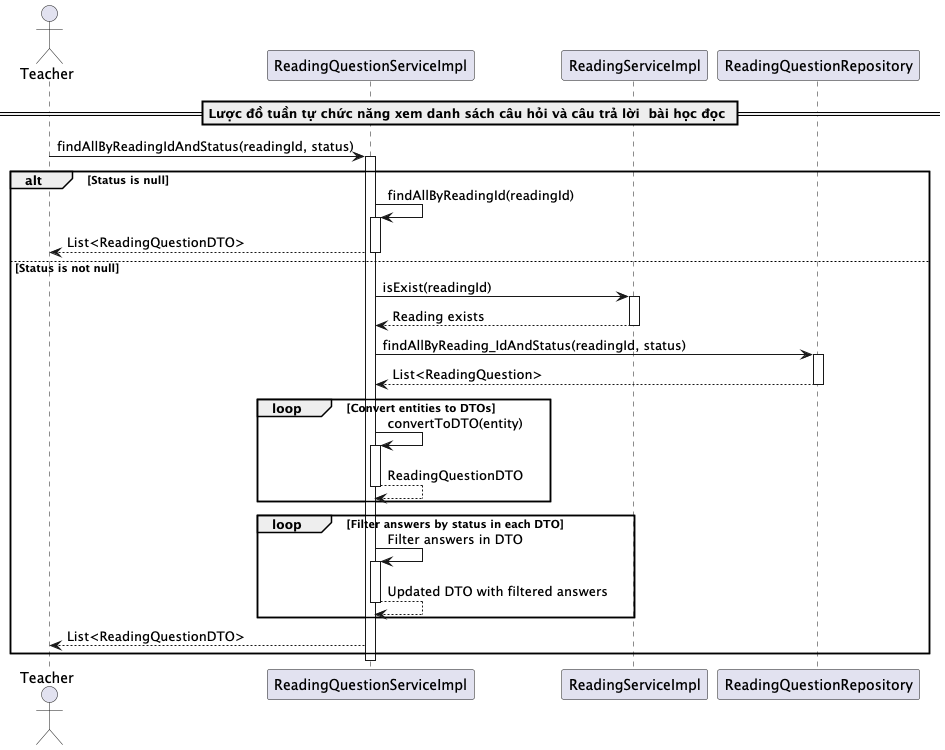 Teacher
ReadingQuestionServiceImpl
ReadingServiceImpl
ReadingQuestionRepository
Lược đồ tuần tự chức năng xem danh sách câu hỏi và câu trả lời  bài học đọc
findAllByReadingIdAndStatus(readingId, status)
alt
[Status is null]
findAllByReadingId(readingId)
List<ReadingQuestionDTO>
[Status is not null]
isExist(readingId)
Reading exists
findAllByReading_IdAndStatus(readingId, status)
List<ReadingQuestion>
loop
[Convert entities to DTOs]
convertToDTO(entity)
ReadingQuestionDTO
loop
[Filter answers by status in each DTO]
Filter answers in DTO
Updated DTO with filtered answers
List<ReadingQuestionDTO>
Teacher
ReadingQuestionServiceImpl
ReadingServiceImpl
ReadingQuestionRepository